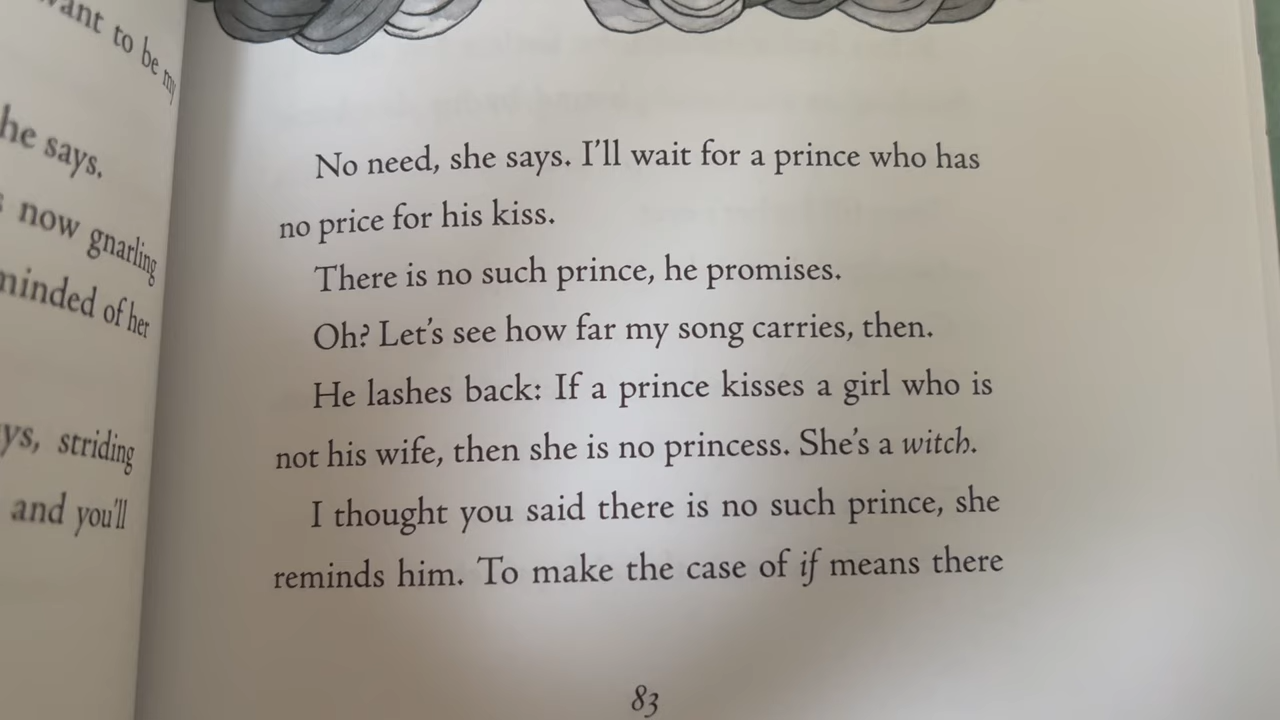 want to be my
he says.
now gnarling
minded of her
ys, striding
and you'll
No need, she says. I'll wait for a prince who has
no price for his kiss.
There is no such prince, he promises.
Oh? Let's see how far my song carries, then.
He lashes back: If a prince kisses a girl who is
not his wife, then she is no princess. She's a witch.
I thought you said there is no such prince, she
reminds him. To make the case of if means there
83